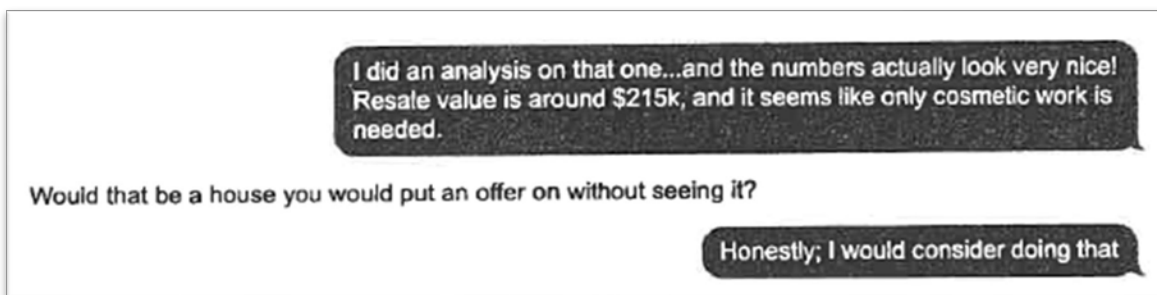 I did an analysis on that one...and the numbers actually look very nice!
Resale value is around $215k, and it seems like only cosmetic work is
needed.
Would that be a house you would put an offer on without seeing it?
Honestly; I would consider doing that